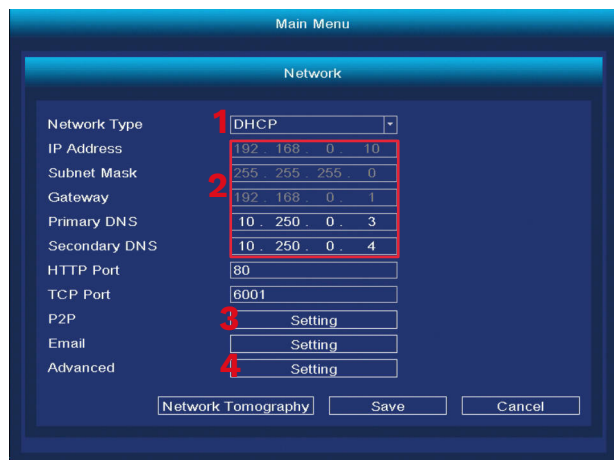 Main Menu
Network
Network Type 1 DHCP
IP Address 192 . 168 . 0 . 10
Subnet Mask 255 . 255 . 255 . 0
2
Gateway 192 . 168 . 0 . 1
Primary DNS 10 . 250 . 0 . 3
Secondary DNS 10 . 250 . 0 . 4
HTTP Port 80
TCP Port 6001
P2P 3 Setting
Email Setting
Advanced 4 Setting
Network Tomography Save Cancel